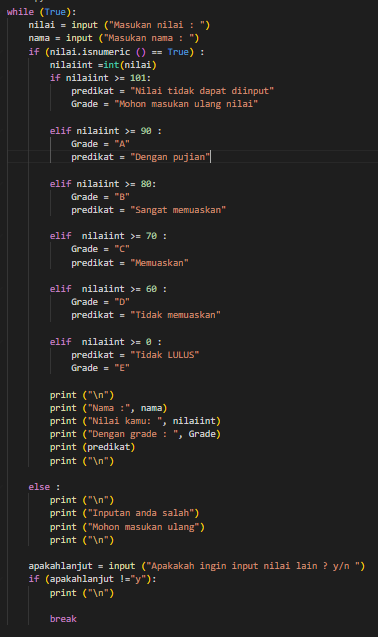 while (True):
    nilai = input ("Masukan nilai : ")
    nama = input ("Masukan nama : ")
    if (nilai.isnumeric () == True) :
        nilaiint =int(nilai)
        if nilaiint >= 101:
            predikat = "Nilai tidak dapat diinput"
            Grade = "Mohon masukan ulang nilai"

        elif nilaiint >= 90 :
            Grade = "A"
            predikat = "Dengan pujian"

        elif nilaiint >= 80:
            Grade = "B"
            predikat = "Sangat memuaskan"

        elif  nilaiint >= 70 :
            Grade = "C"
            predikat = "Memuaskan"

        elif  nilaiint >= 60 :
            Grade = "D"
            predikat = "Tidak memuaskan"

        elif  nilaiint >= 0 :
            predikat = "Tidak LULUS"
            Grade = "E"

        print ("\n")
        print ("Nama :", nama)
        print ("Nilai kamu: ", nilaiint)
        print ("Dengan grade : ", Grade)
        print (predikat)
        print ("\n")

    else :
        print ("\n")
        print ("Inputan anda salah")
        print ("Mohon masukan ulang")
        print ("\n")

    apakahlanjut = input ("Apakakah ingin input nilai lain ? y/n ")
    if (apakahlanjut !="y"):
        print ("\n")

        break